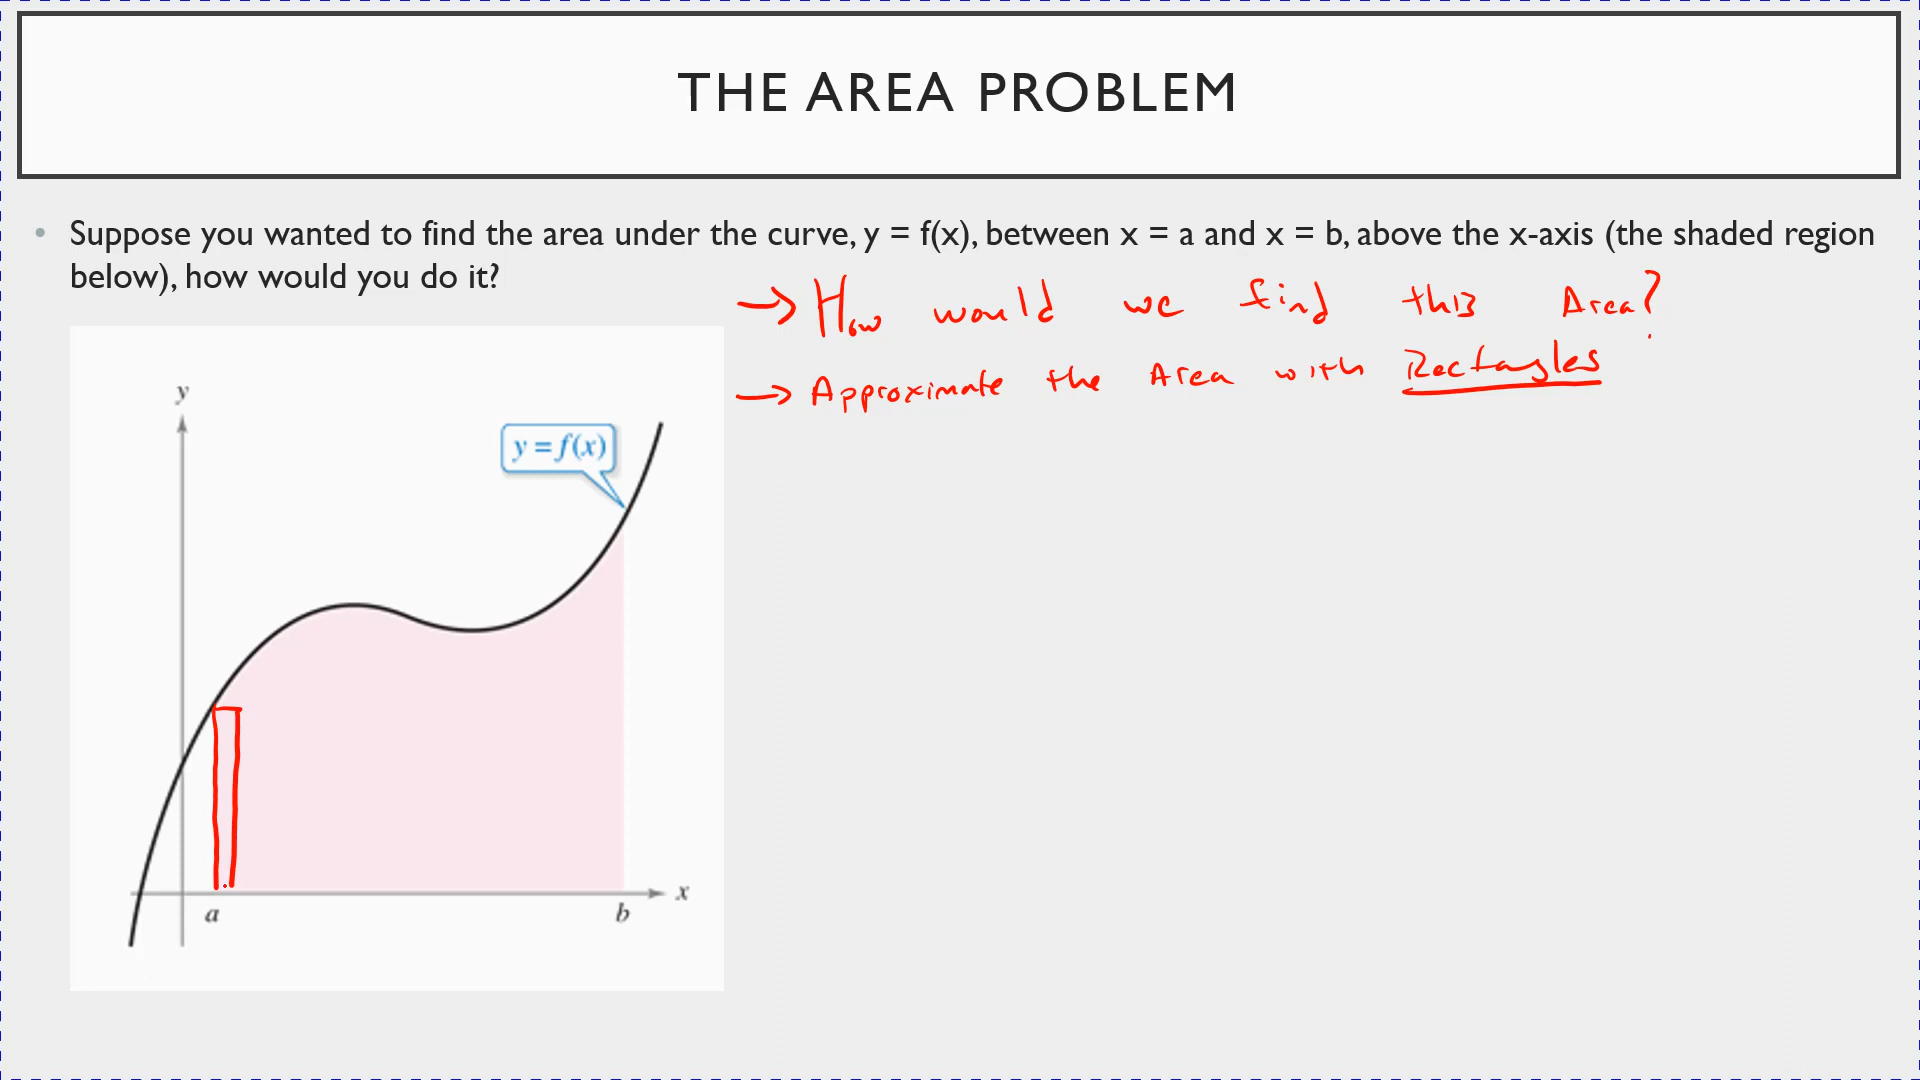 THE AREA PROBLEM
• Suppose you wanted to find the area under the curve, y = f(x), between x = a and x = b, above the x-axis (the shaded region
below), how would you do it?
→ How would we find this Area?
→ Approximate the Area with Rectangles
y
y = f(x)
x
a b